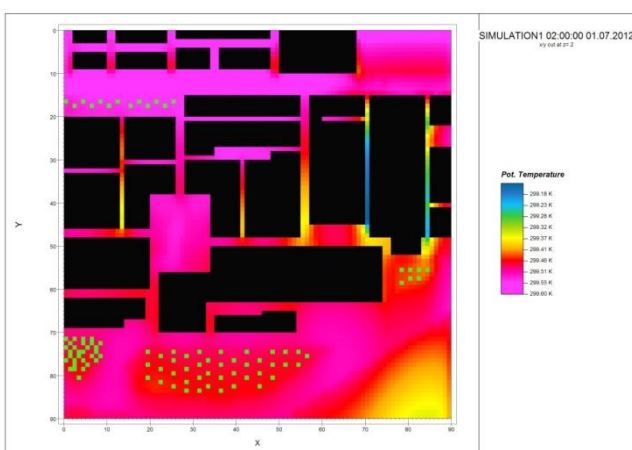 SIMULATION1 02:00:00 01.07.2012
x/y cut at z= 2
Pot. Temperature
299.18 K
299.23 K
299.28 K
299.32 K
299.37 K
299.41 K
299.46 K
299.51 K
299.55 K
299.60 K
Y
0
10
20
30
40
50
60
70
80
90
0
10
20
30
40
50
60
70
80
90
X